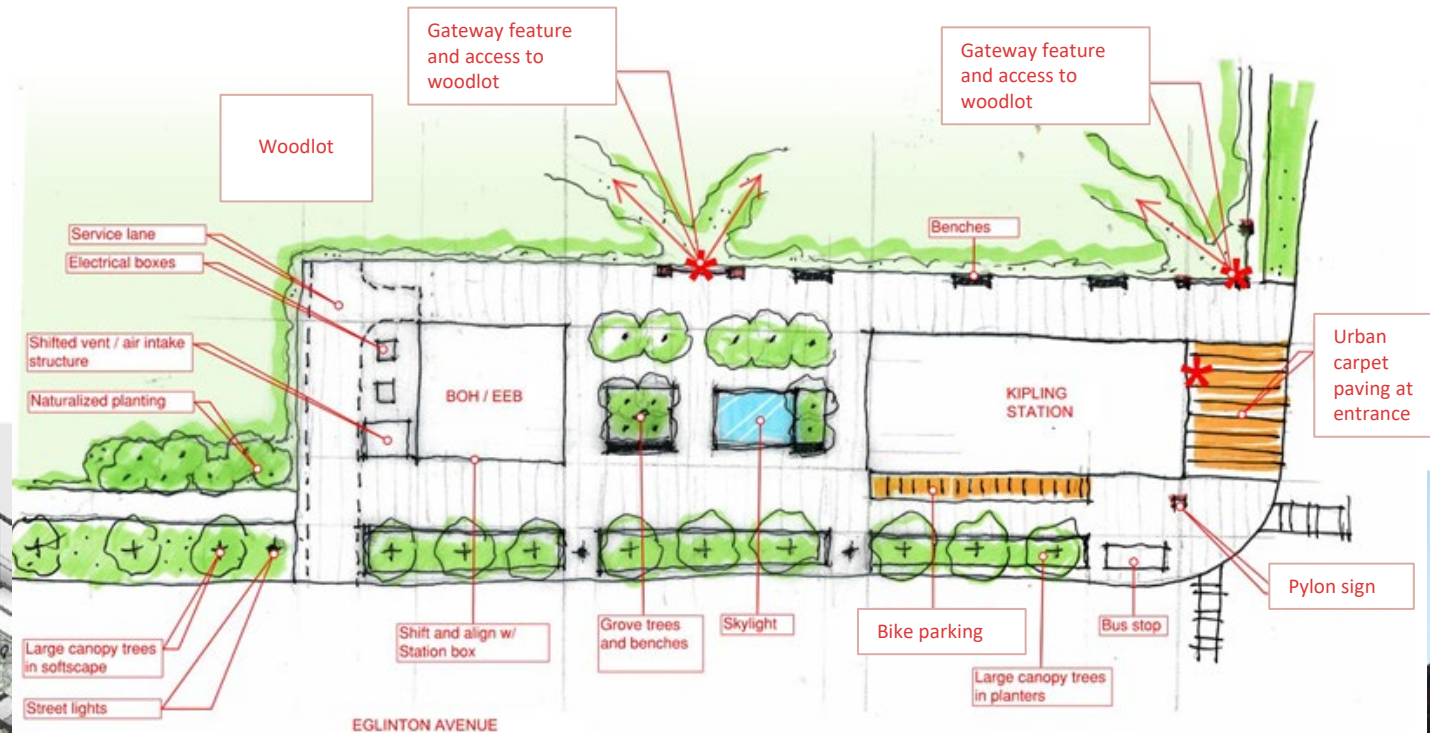 Gateway feature
and access to
woodlot
Gateway feature
and access to
woodlot
Woodlot
Service lane
Electrical boxes
Benches
Shifted vent / air intake
structure
Urban
carpet
paving at
entrance
Naturalized planting
BOH / EEB
KIPLING
STATION
Large canopy trees
in softscape
Shift and align w/
Station box
Grove trees
and benches
Skylight
Bike parking
Bus stop
Pylon sign
Large canopy trees
in planters
Street lights
EGLINTON AVENUE